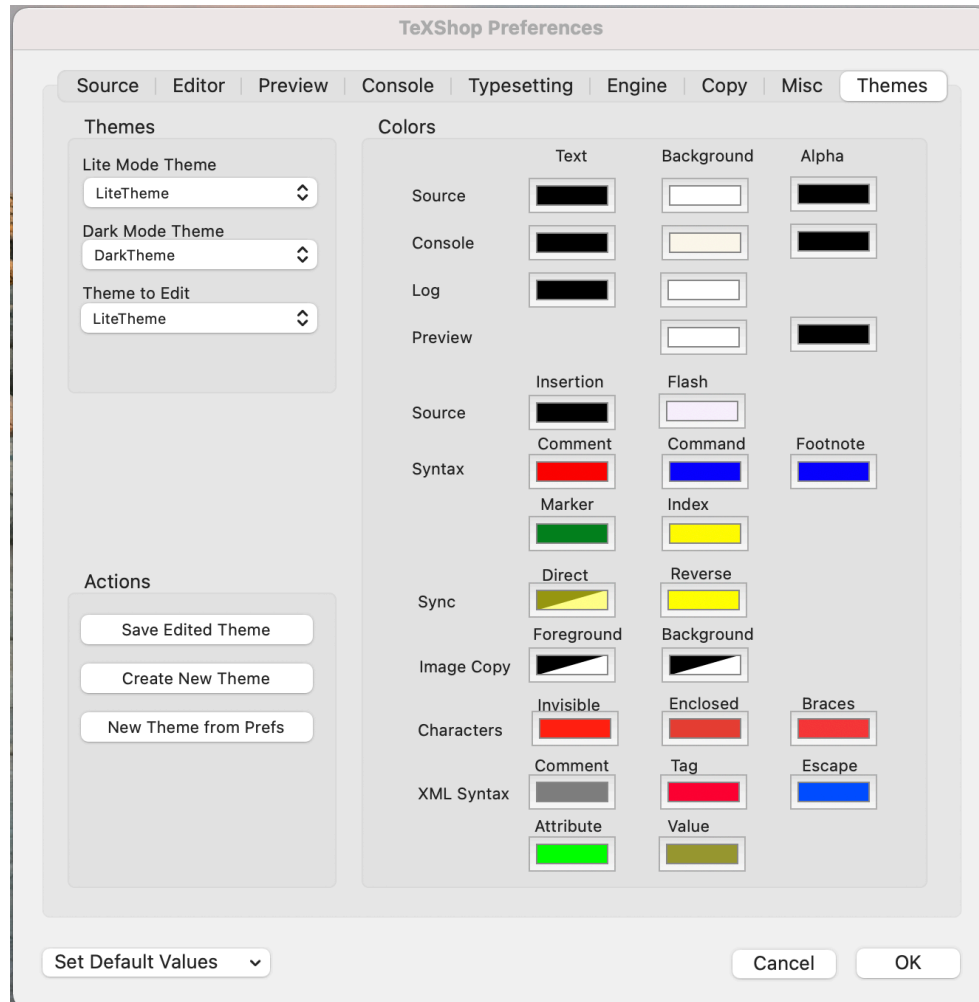 TeXShop Preferences
Source Editor Preview Console Typesetting Engine Copy Misc Themes
Themes
Lite Mode Theme
LiteTheme
Dark Mode Theme
DarkTheme
Theme to Edit
LiteTheme
Actions
Save Edited Theme
Create New Theme
New Theme from Prefs
Colors
Text Background Alpha
Source
Console
Log
Preview
Insertion Flash
Source
Comment Command Footnote
Syntax
Marker Index
Direct Reverse
Sync
Foreground Background
Image Copy
Invisible Enclosed Braces
Characters
Comment Tag Escape
XML Syntax
Attribute Value
Set Default Values
Cancel OK